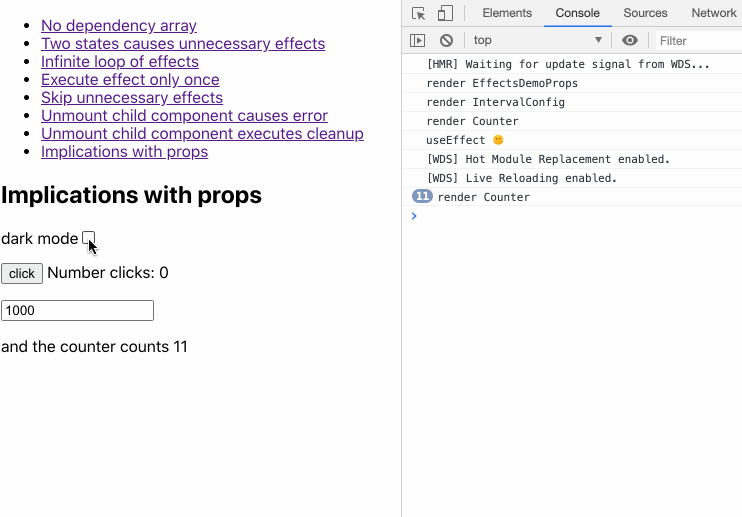 No dependency array
Two states causes unnecessary effects
Infinite loop of effects
Execute effect only once
Skip unnecessary effects
Unmount child component causes error
Unmount child component executes cleanup
Implications with props
Implications with props
dark mode
click Number clicks: 0
1000
and the counter counts 11
Elements Console Sources Network
top ▼ Filter
[HMR] Waiting for update signal from WDS...
render EffectsDemoProps
render IntervalConfig
render Counter
useEffect 🤫
[WDS] Hot Module Replacement enabled.
[WDS] Live Reloading enabled.
11 render Counter
>